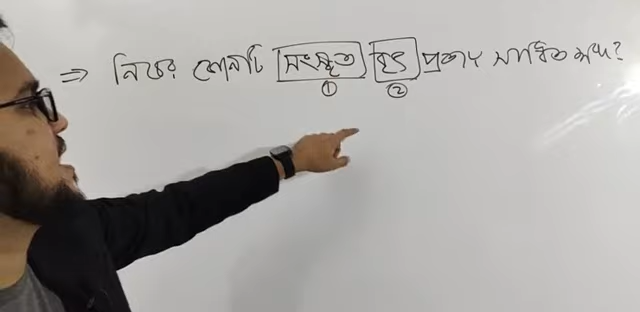 ⇒ নিচের কোনটি সংস্কৃত কৃৎ প্রত্যয় সাধিত শব্দ?
① ②